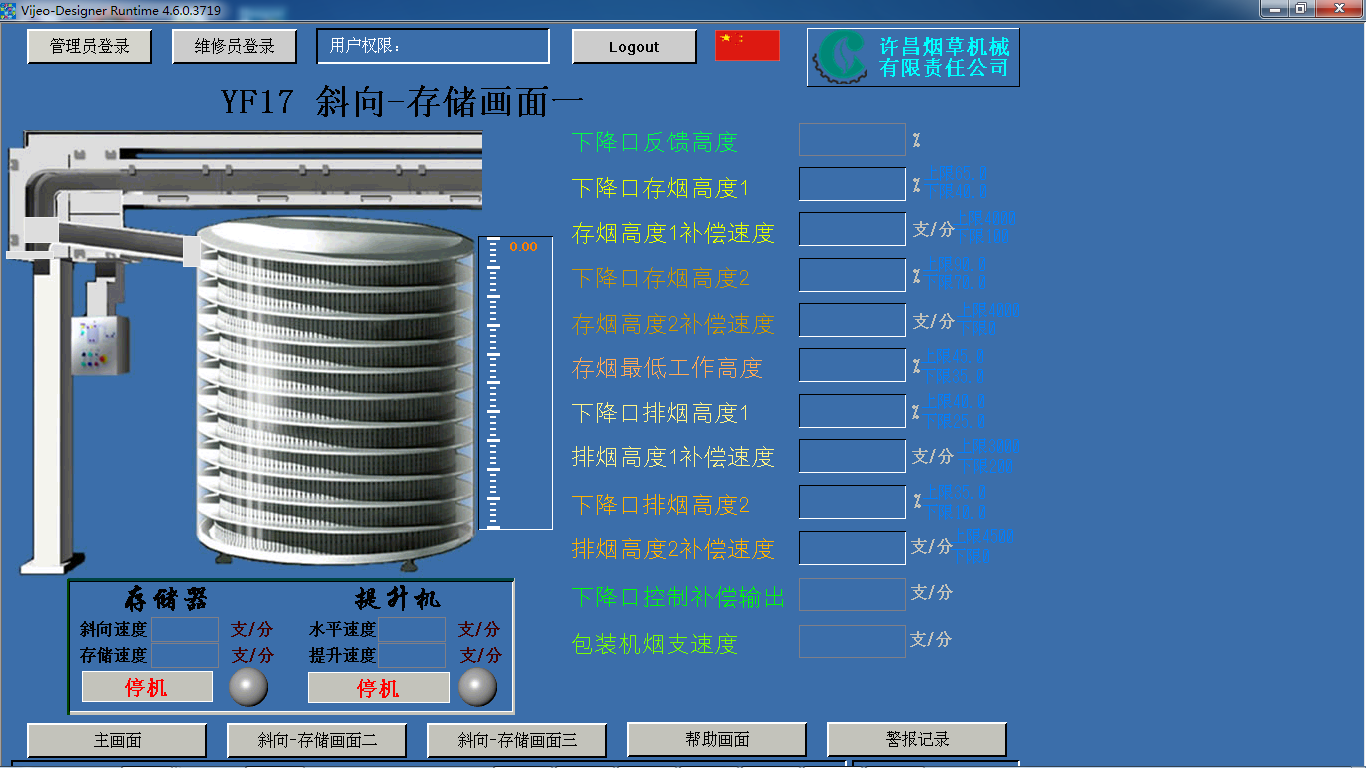 Vijeo-Designer Runtime 4.6.0.3719
管理员登录
维修员登录
用户权限:
Logout
许昌烟草机械
有限责任公司
YF17 斜向-存储画面一
下降口反馈高度 %
下降口存烟高度1 %
存烟高度1补偿速度 支/分
下降口存烟高度2 %
存烟高度2补偿速度 支/分
存烟最低工作高度 %
下降口排烟高度1 %
排烟高度1补偿速度 支/分
下降口排烟高度2 %
排烟高度2补偿速度 支/分
下降口控制补偿输出 支/分
包装机烟支速度 支/分
0.00
存储器
斜向速度 支/分
存储速度 支/分
停机
提升机
水平速度 支/分
提升速度 支/分
停机
主画面
斜向-存储画面二
斜向-存储画面三
帮助画面
警报记录